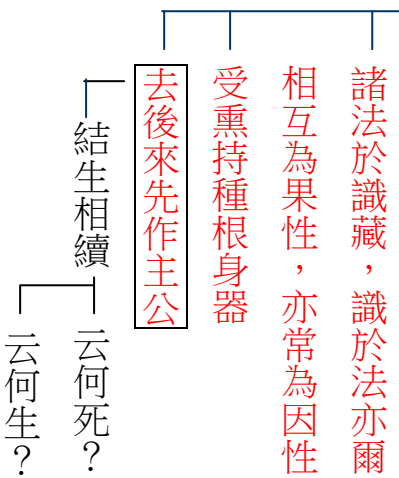 諸法於識藏，識於法亦爾
相互為果性，亦常為因性
受熏持種根身器
去後來先作主公
結生相續
云何死？
云何生？